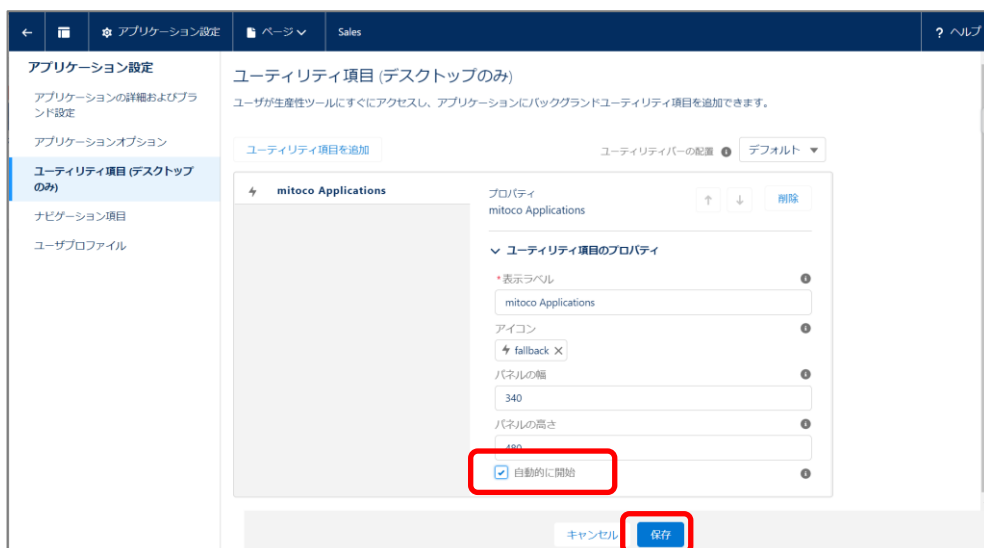 アプリケーション設定
ページ
Sales
? ヘルプ
アプリケーション設定
アプリケーションの詳細およびブラ
ンド設定
アプリケーションオプション
ユーティリティ項目 (デスクトップ
のみ)
ナビゲーション項目
ユーザプロファイル
ユーティリティ項目 (デスクトップのみ)
ユーザが生産性ツールにすぐにアクセスし、アプリケーションにバックグランドユーティリティ項目を追加できます。
ユーティリティ項目を追加
ユーティリティバーの配置
デフォルト
mitoco Applications
プロパティ
mitoco Applications
削除
ユーティリティ項目のプロパティ
*表示ラベル
mitoco Applications
アイコン
fallback
パネルの幅
340
パネルの高さ
480
自動的に開始
キャンセル
保存